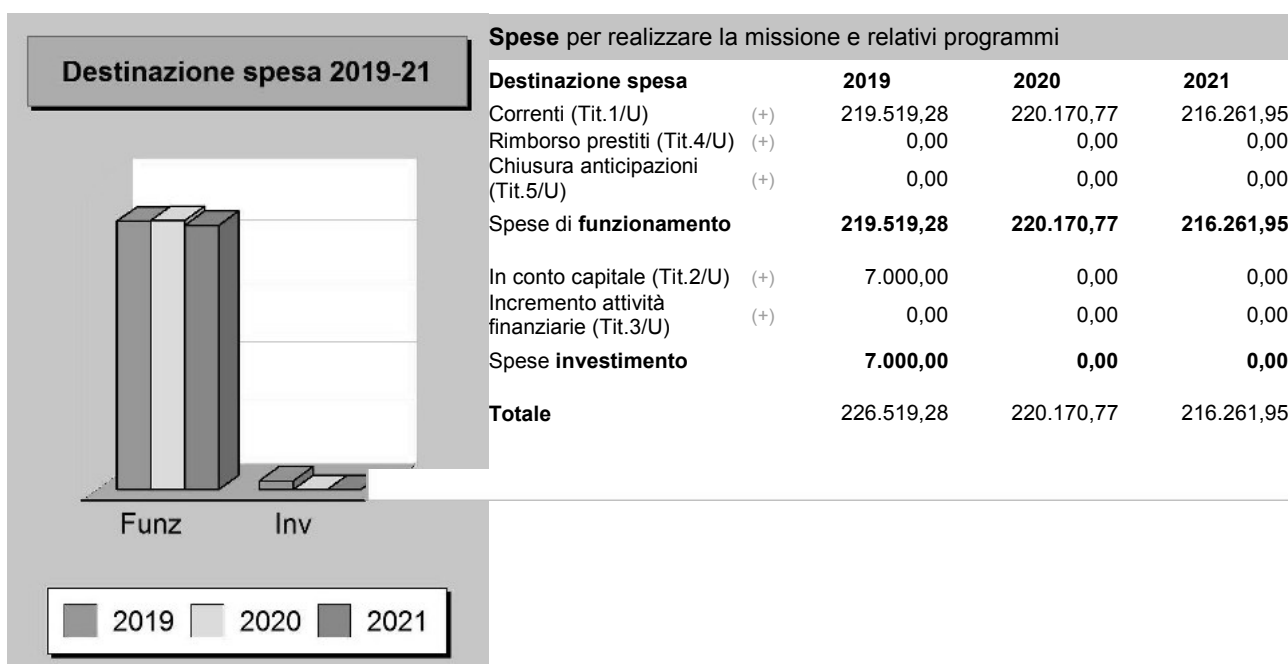 Destinazione spesa 2019-21
Funz Inv
2019 2020 2021
Spese per realizzare la missione e relativi programmi
Destinazione spesa 2019 2020 2021
Correnti (Tit.1/U) (+) 219.519,28 220.170,77 216.261,95
Rimborso prestiti (Tit.4/U) (+) 0,00 0,00 0,00
Chiusura anticipazioni
(Tit.5/U) (+) 0,00 0,00 0,00
Spese di funzionamento 219.519,28 220.170,77 216.261,95
In conto capitale (Tit.2/U) (+) 7.000,00 0,00 0,00
Incremento attività
finanziarie (Tit.3/U) (+) 0,00 0,00 0,00
Spese investimento 7.000,00 0,00 0,00
Totale 226.519,28 220.170,77 216.261,95